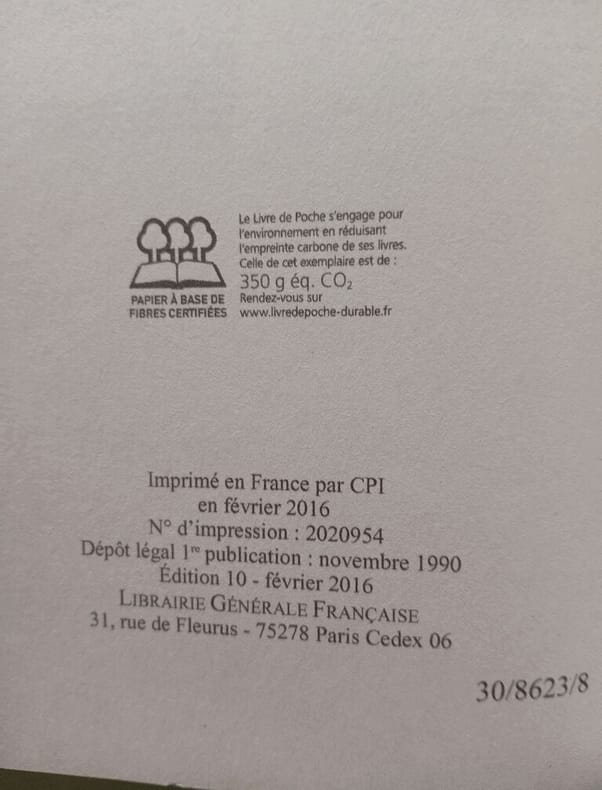 Le Livre de Poche s'engage pour
l'environnement en réduisant
l'empreinte carbone de ses livres.
Celle de cet exemplaire est de :
350 g éq. CO₂
Rendez-vous sur
www.livredepoche-durable.fr
PAPIER À BASE DE
FIBRES CERTIFIÉES
Imprimé en France par CPI
en février 2016
N° d'impression : 2020954
Dépôt légal 1re publication : novembre 1990
Édition 10 - février 2016
LIBRAIRIE GÉNÉRALE FRANÇAISE
31, rue de Fleurus - 75278 Paris Cedex 06
30/8623/8